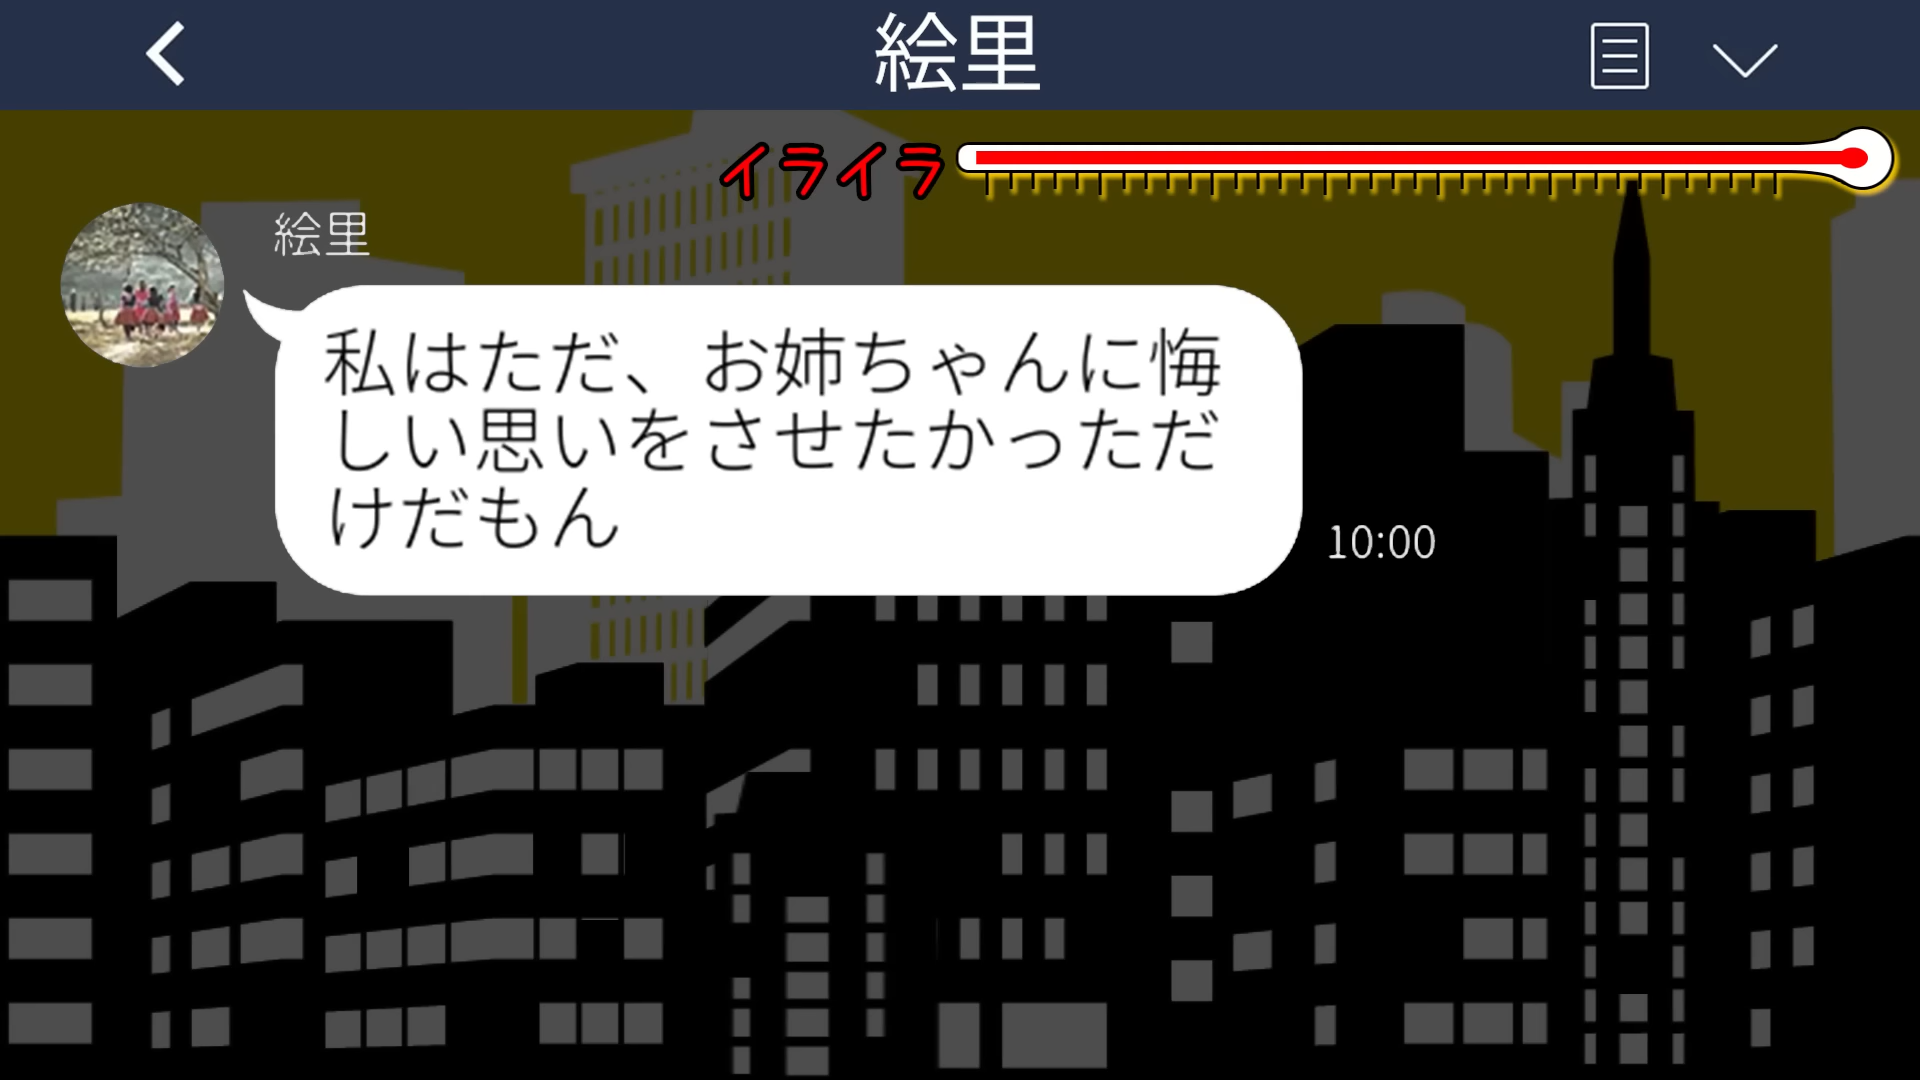 絵里
イライラ
絵里
私はただ、お姉ちゃんに悔
しい思いをさせたかっただ
けだもん
10:00